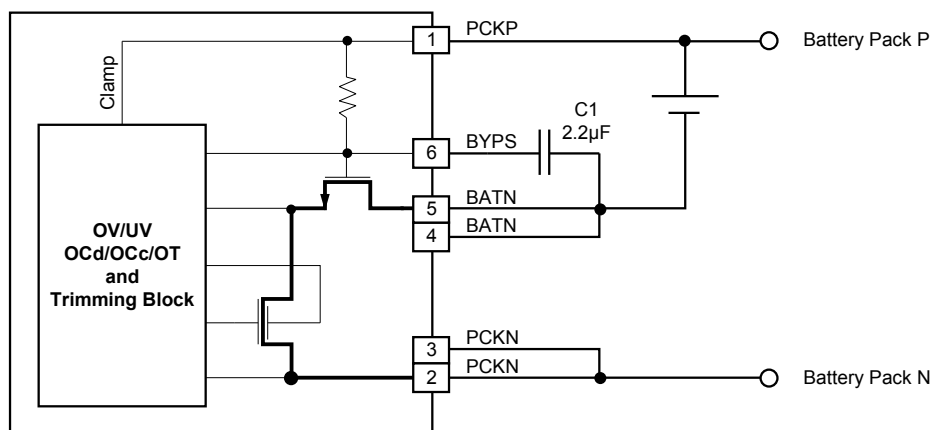 1
PCKP
Battery Pack P
Clamp
C1
2.2µF
6
BYPS
5
BATN
4
BATN
OV/UV
OCd/OCc/OT
and
Trimming Block
3
PCKN
2
PCKN
Battery Pack N